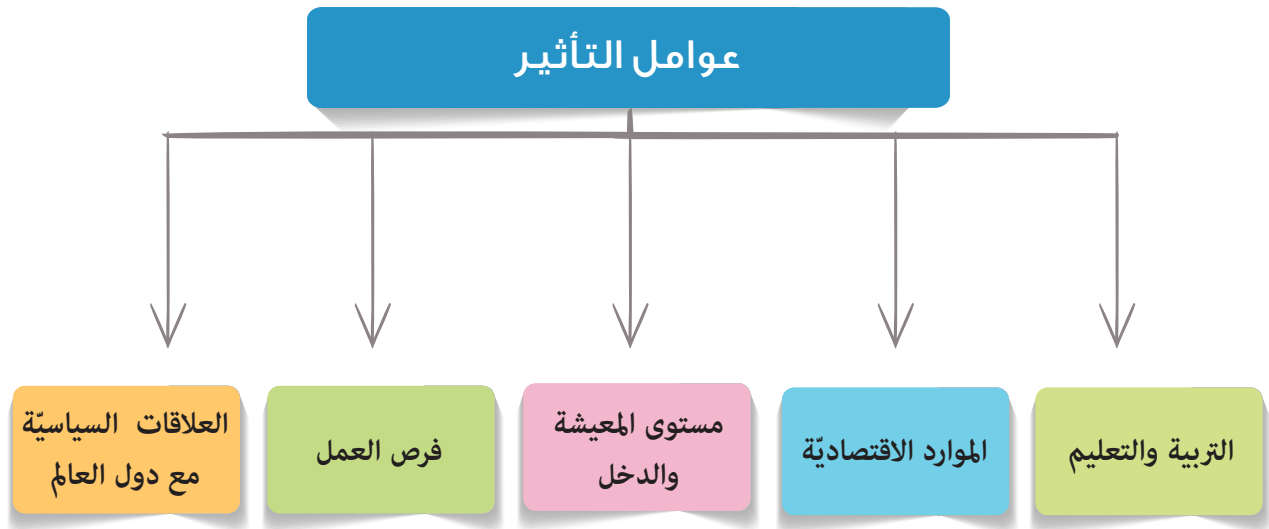 عوامل التأثير
التربية والتعليم
الموارد الاقتصاديّة
مستوى المعيشة
والدخل
فرص العمل
العلاقات السياسيّة
مع دول العالم